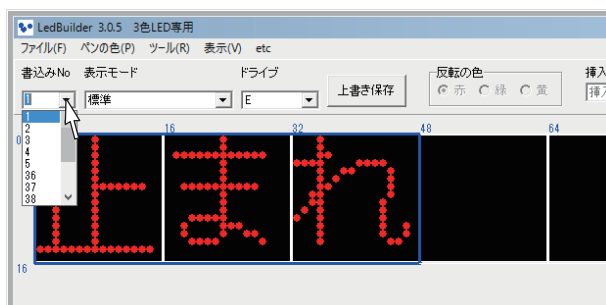 LedBuilder 3.0.5 3色LED専用
ファイル(F) ペンの色(P) ツール(R) 表示(V) etc
書込みNo 表示モード ドライブ 反転の色 挿入
1 標準 E 上書き保存 赤 緑 黄 挿入
1
2
3
4
5
36
37
38
0 16 32 48 64
止まれ
16